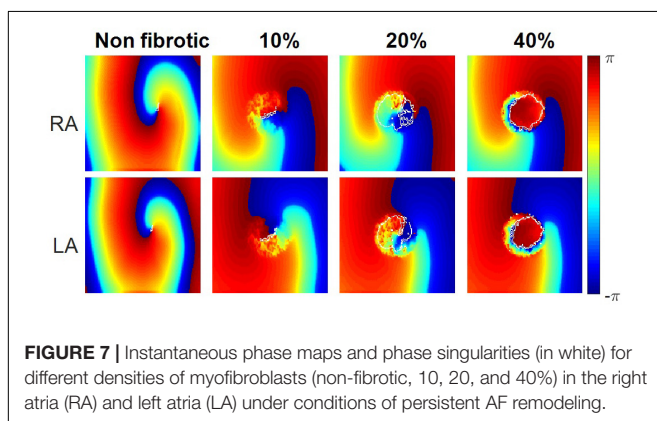 Non fibrotic 10% 20% 40%
π
RA
LA
-π
FIGURE 7 | Instantaneous phase maps and phase singularities (in white) for
different densities of myofibroblasts (non-fibrotic, 10, 20, and 40%) in the right
atria (RA) and left atria (LA) under conditions of persistent AF remodeling.